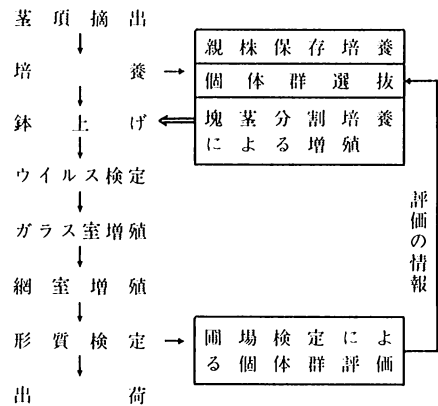 茎頂摘出
培養
鉢上げ
ウイルス検定
ガラス室増殖
網室増殖
形質検定
出荷
親株保存培養
個体群選抜
塊茎分割培養
による増殖
圃場検定によ
る個体群評価
評価の情報